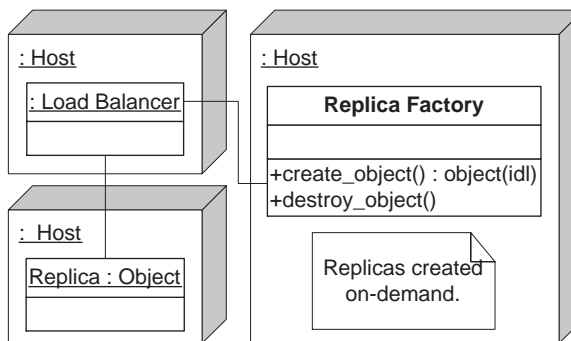 : Host
: Load Balancer
: Host
Replica : Object
: Host
Replica Factory
+create_object() : object(idl)
+destroy_object()
Replicas created
on-demand.